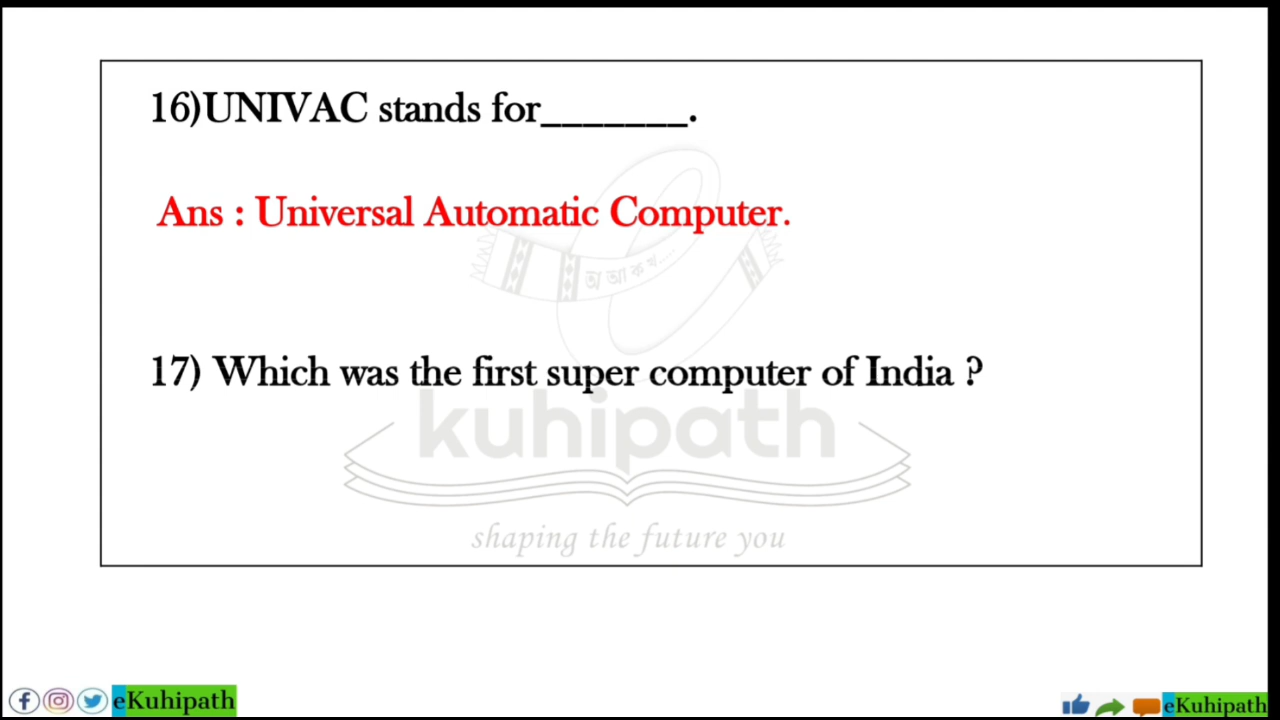 16)UNIVAC stands for_______.
Ans : Universal Automatic Computer.
অ আ ক খ....
17) Which was the first super computer of India ?
kuhipath
shaping the future you
eKuhipath
eKuhipath